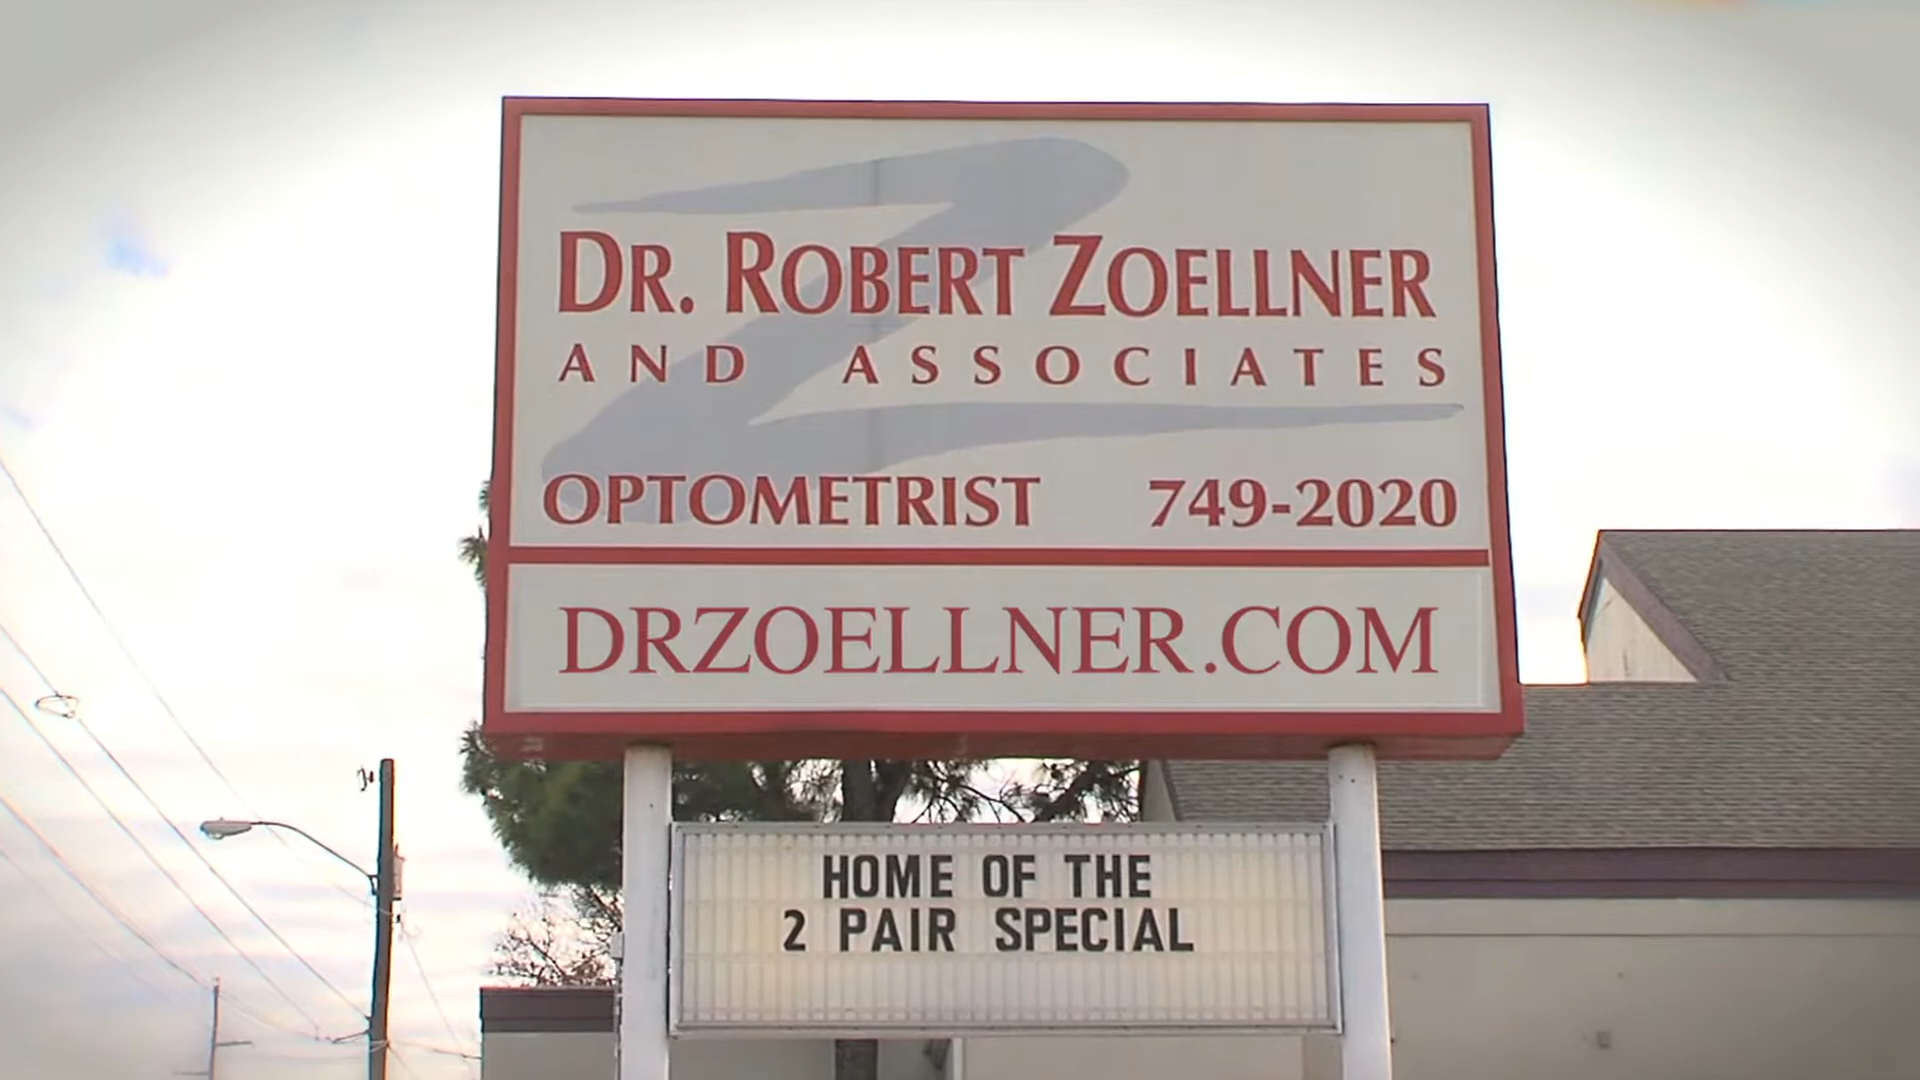 DR. ROBERT ZOELLNER
AND ASSOCIATES
OPTOMETRIST 749-2020
DRZOELLNER.COM
HOME OF THE
2 PAIR SPECIAL